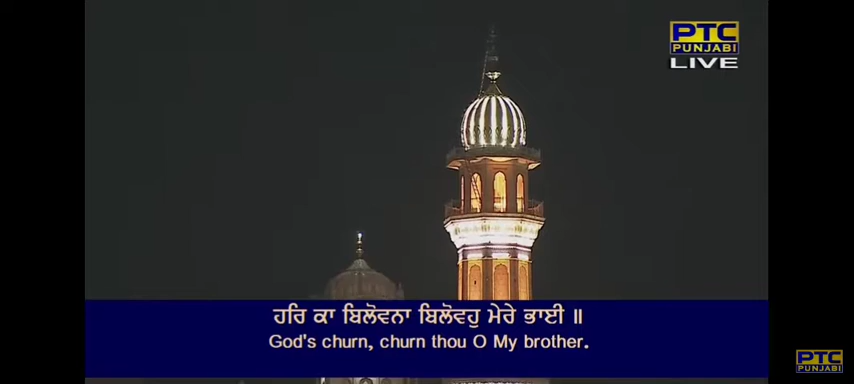 PTC
PUNJABI
LIVE
ਹਰਿ ਕਾ ਬਿਲੋਵਨਾ ਬਿਲੋਵਹੁ ਮੇਰੇ ਭਾਈ ॥
God's churn, churn thou O My brother.
PTC
PUNJABI